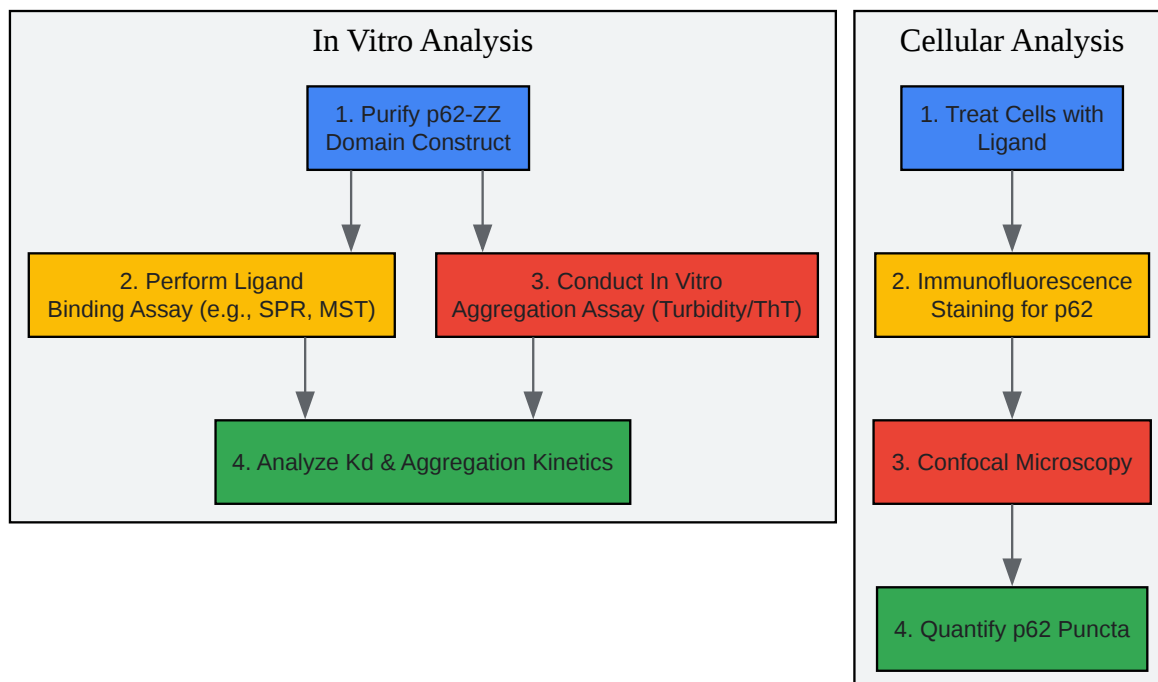 In Vitro Analysis
1. Purify p62-ZZ
Domain Construct
2. Perform Ligand
Binding Assay (e.g., SPR, MST)
3. Conduct In Vitro
Aggregation Assay (Turbidity/ThT)
4. Analyze Kd & Aggregation Kinetics
Cellular Analysis
1. Treat Cells with
Ligand
2. Immunofluorescence
Staining for p62
3. Confocal Microscopy
4. Quantify p62 Puncta